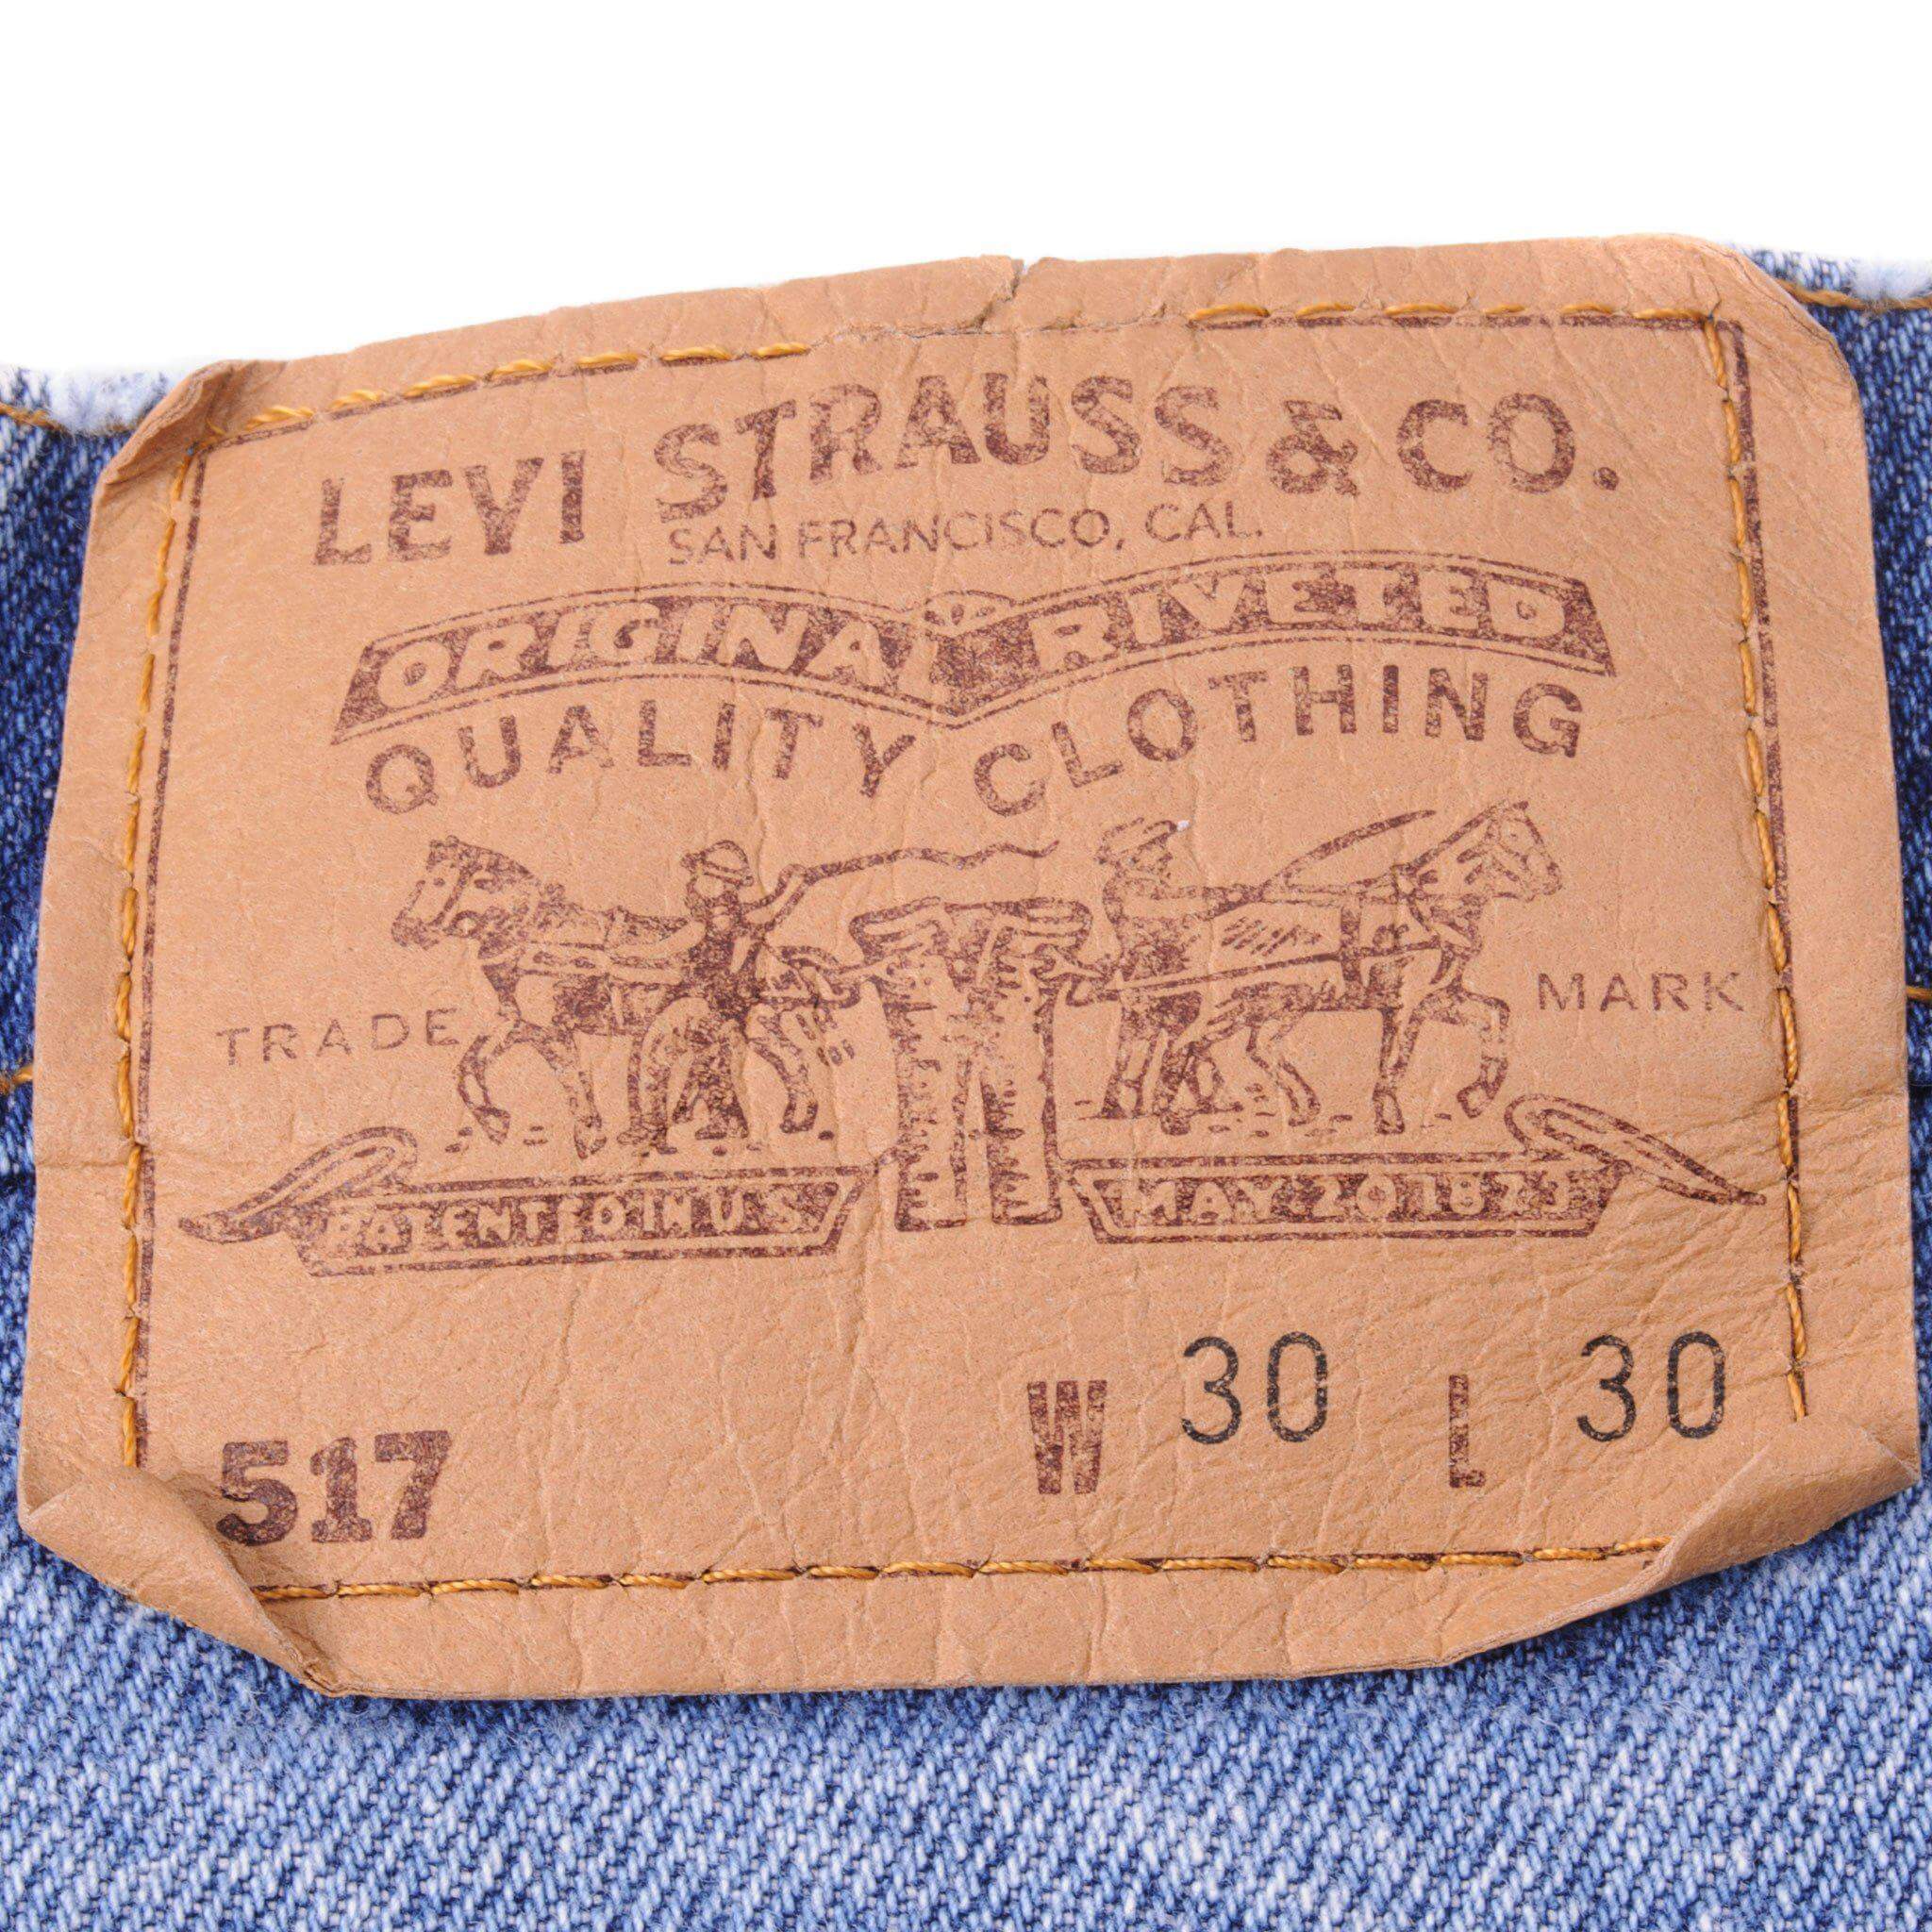 LEVI STRAUSS & CO.
SAN FRANCISCO, CAL.
ORIGINAL RIVETED
QUALITY CLOTHING
TRADE MARK
PATENTED IN U.S. MAY 20 1873
517 W 30 L 30